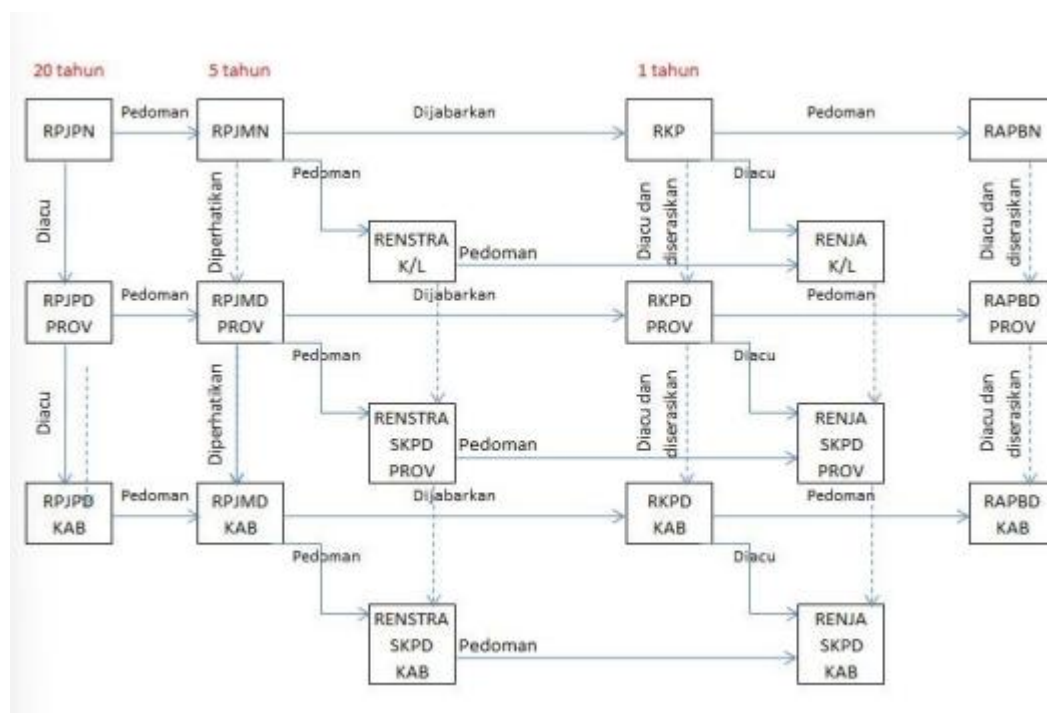 20 tahun
5 tahun
1 tahun
RPJPN
Pedoman
RPJMN
Dijabarkan
RKP
Pedoman
RAPBN
Diacu
Diperhatikan
Pedoman
Diacu dan
diserasikan
Diacu
Diacu dan
diserasikan
RENSTRA
K/L
Pedoman
RENJA
K/L
RPJPD
PROV
Pedoman
RPJMD
PROV
Dijabarkan
RKPD
PROV
Pedoman
RAPBD
PROV
Diacu
Diperhatikan
Pedoman
Diacu dan
diserasikan
Diacu
Diacu dan
diserasikan
RENSTRA
SKPD
PROV
Pedoman
RENJA
SKPD
PROV
RPJPD
KAB
Pedoman
RPJMD
KAB
Dijabarkan
RKPD
KAB
Pedoman
RAPBD
KAB
Pedoman
Diacu
RENSTRA
SKPD
KAB
Pedoman
RENJA
SKPD
KAB